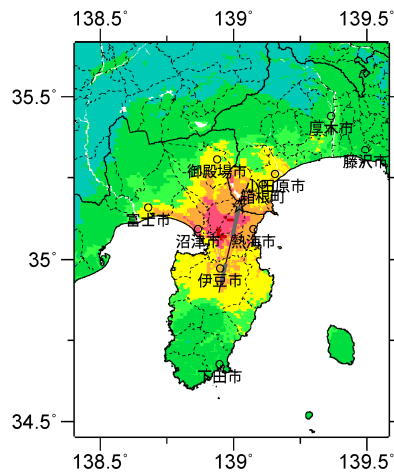 138.5° 139° 139.5°
35.5°
厚木市
藤沢市
御殿場市
小田原市
箱根町
富士市
沼津市 熱海市
35°
伊豆市
下田市
34.5°
138.5° 139° 139.5°